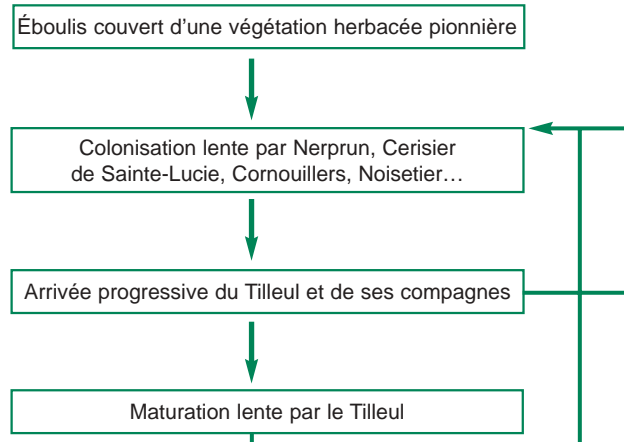 Éboulis couvert d'une végétation herbacée pionnière
Colonisation lente par Nerprun, Cerisier
de Sainte-Lucie, Cornouillers, Noisetier…
Arrivée progressive du Tilleul et de ses compagnes
Maturation lente par le Tilleul